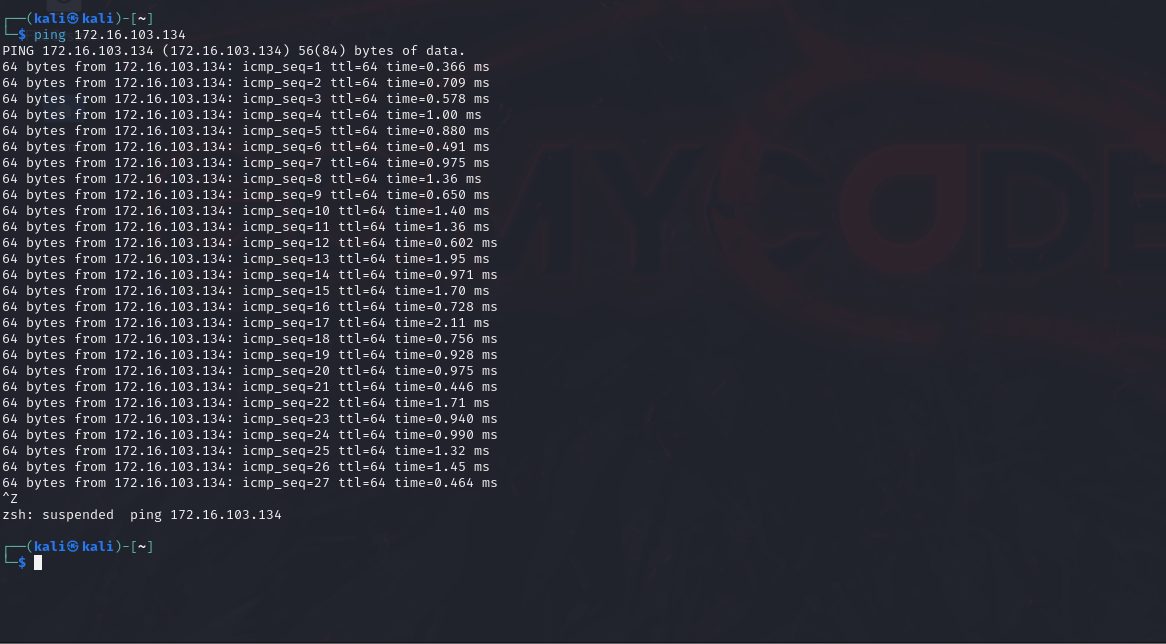 ┌──(kali㉿kali)-[~]
└─$ ping 172.16.103.134
PING 172.16.103.134 (172.16.103.134) 56(84) bytes of data.
64 bytes from 172.16.103.134: icmp_seq=1 ttl=64 time=0.366 ms
64 bytes from 172.16.103.134: icmp_seq=2 ttl=64 time=0.709 ms
64 bytes from 172.16.103.134: icmp_seq=3 ttl=64 time=0.578 ms
64 bytes from 172.16.103.134: icmp_seq=4 ttl=64 time=1.00 ms
64 bytes from 172.16.103.134: icmp_seq=5 ttl=64 time=0.880 ms
64 bytes from 172.16.103.134: icmp_seq=6 ttl=64 time=0.491 ms
64 bytes from 172.16.103.134: icmp_seq=7 ttl=64 time=0.975 ms
64 bytes from 172.16.103.134: icmp_seq=8 ttl=64 time=1.36 ms
64 bytes from 172.16.103.134: icmp_seq=9 ttl=64 time=0.650 ms
64 bytes from 172.16.103.134: icmp_seq=10 ttl=64 time=1.40 ms
64 bytes from 172.16.103.134: icmp_seq=11 ttl=64 time=1.36 ms
64 bytes from 172.16.103.134: icmp_seq=12 ttl=64 time=0.602 ms
64 bytes from 172.16.103.134: icmp_seq=13 ttl=64 time=1.95 ms
64 bytes from 172.16.103.134: icmp_seq=14 ttl=64 time=0.971 ms
64 bytes from 172.16.103.134: icmp_seq=15 ttl=64 time=1.70 ms
64 bytes from 172.16.103.134: icmp_seq=16 ttl=64 time=0.728 ms
64 bytes from 172.16.103.134: icmp_seq=17 ttl=64 time=2.11 ms
64 bytes from 172.16.103.134: icmp_seq=18 ttl=64 time=0.756 ms
64 bytes from 172.16.103.134: icmp_seq=19 ttl=64 time=0.928 ms
64 bytes from 172.16.103.134: icmp_seq=20 ttl=64 time=0.975 ms
64 bytes from 172.16.103.134: icmp_seq=21 ttl=64 time=0.446 ms
64 bytes from 172.16.103.134: icmp_seq=22 ttl=64 time=1.71 ms
64 bytes from 172.16.103.134: icmp_seq=23 ttl=64 time=0.940 ms
64 bytes from 172.16.103.134: icmp_seq=24 ttl=64 time=0.990 ms
64 bytes from 172.16.103.134: icmp_seq=25 ttl=64 time=1.32 ms
64 bytes from 172.16.103.134: icmp_seq=26 ttl=64 time=1.45 ms
64 bytes from 172.16.103.134: icmp_seq=27 ttl=64 time=0.464 ms
^Z
zsh: suspended  ping 172.16.103.134
┌──(kali㉿kali)-[~]
└─$